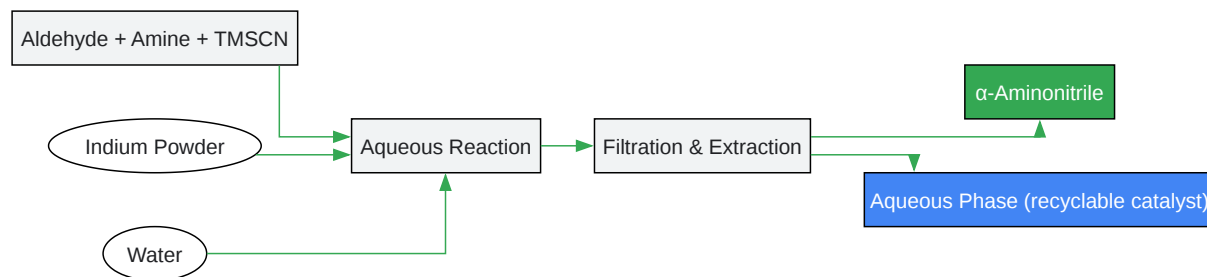 Aldehyde + Amine + TMSCN
Indium Powder
Water
Aqueous Reaction
Filtration & Extraction
α-Aminonitrile
Aqueous Phase (recyclable catalyst)